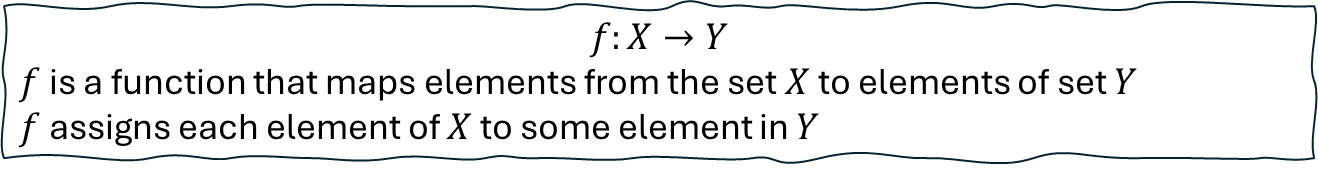 f: X → Y
f is a function that maps elements from the set X to elements of set Y
f assigns each element of X to some element in Y